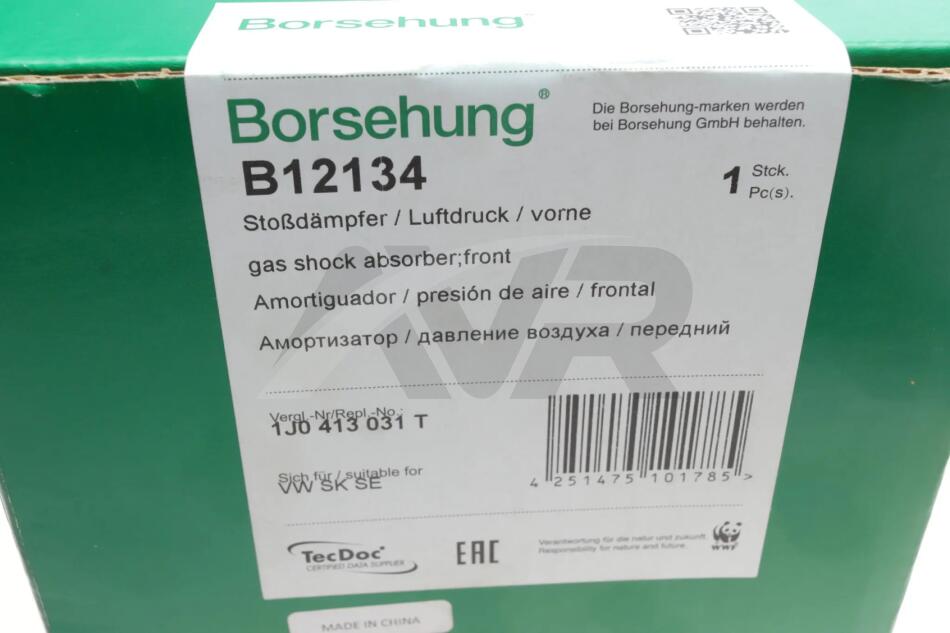 Borsehung
Borsehung®
Die Borsehung-marken werden
bei Borsehung GmbH behalten.
B12134
1 Stck.
Pc(s).
Stoßdämpfer / Luftdruck / vorne
gas shock absorber;front
Amortiguador / presión de aire / frontal
Амортизатор / давление воздуха / передний
AVR
Vergl.-Nr/Repl.-No.:
1J0 413 031 T
Sich für / suitable for
VW SK SE
4 251475 101785 >
TecDoc
CERTIFIED DATA SUPPLIER
EAC
Verantwortung für die natur und zukunft.
Responsibility for nature and future.
WWF
MADE IN CHINA